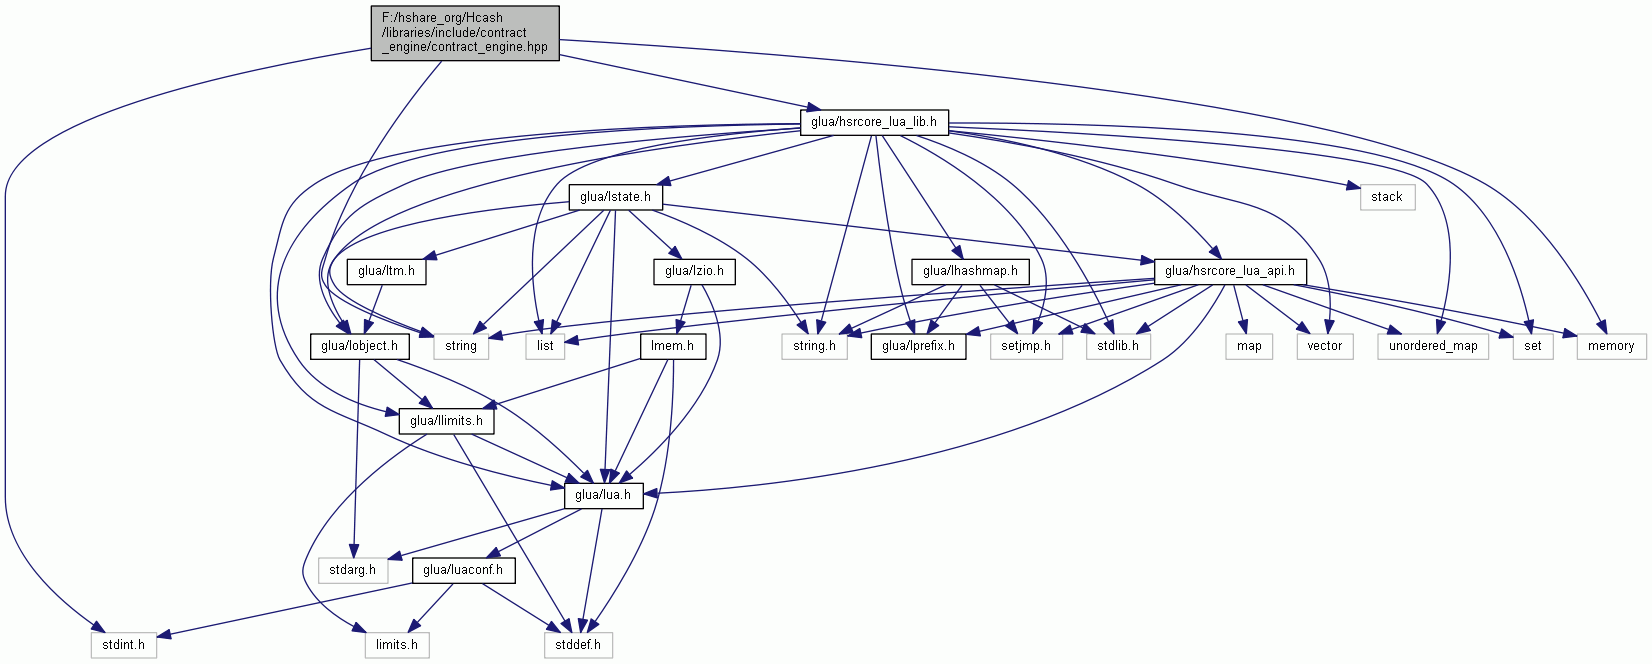 F:/hshare_org/Hcash
/libraries/include/contract
_engine/contract_engine.hpp
glua/hsrcore_lua_lib.h
glua/lstate.h
stack
glua/ltm.h
glua/lzio.h
glua/lhashmap.h
glua/hsrcore_lua_api.h
glua/lobject.h
string
list
lmem.h
string.h
glua/lprefix.h
setjmp.h
stdlib.h
map
vector
unordered_map
set
memory
glua/llimits.h
glua/lua.h
stdarg.h
glua/luaconf.h
stdint.h
limits.h
stddef.h